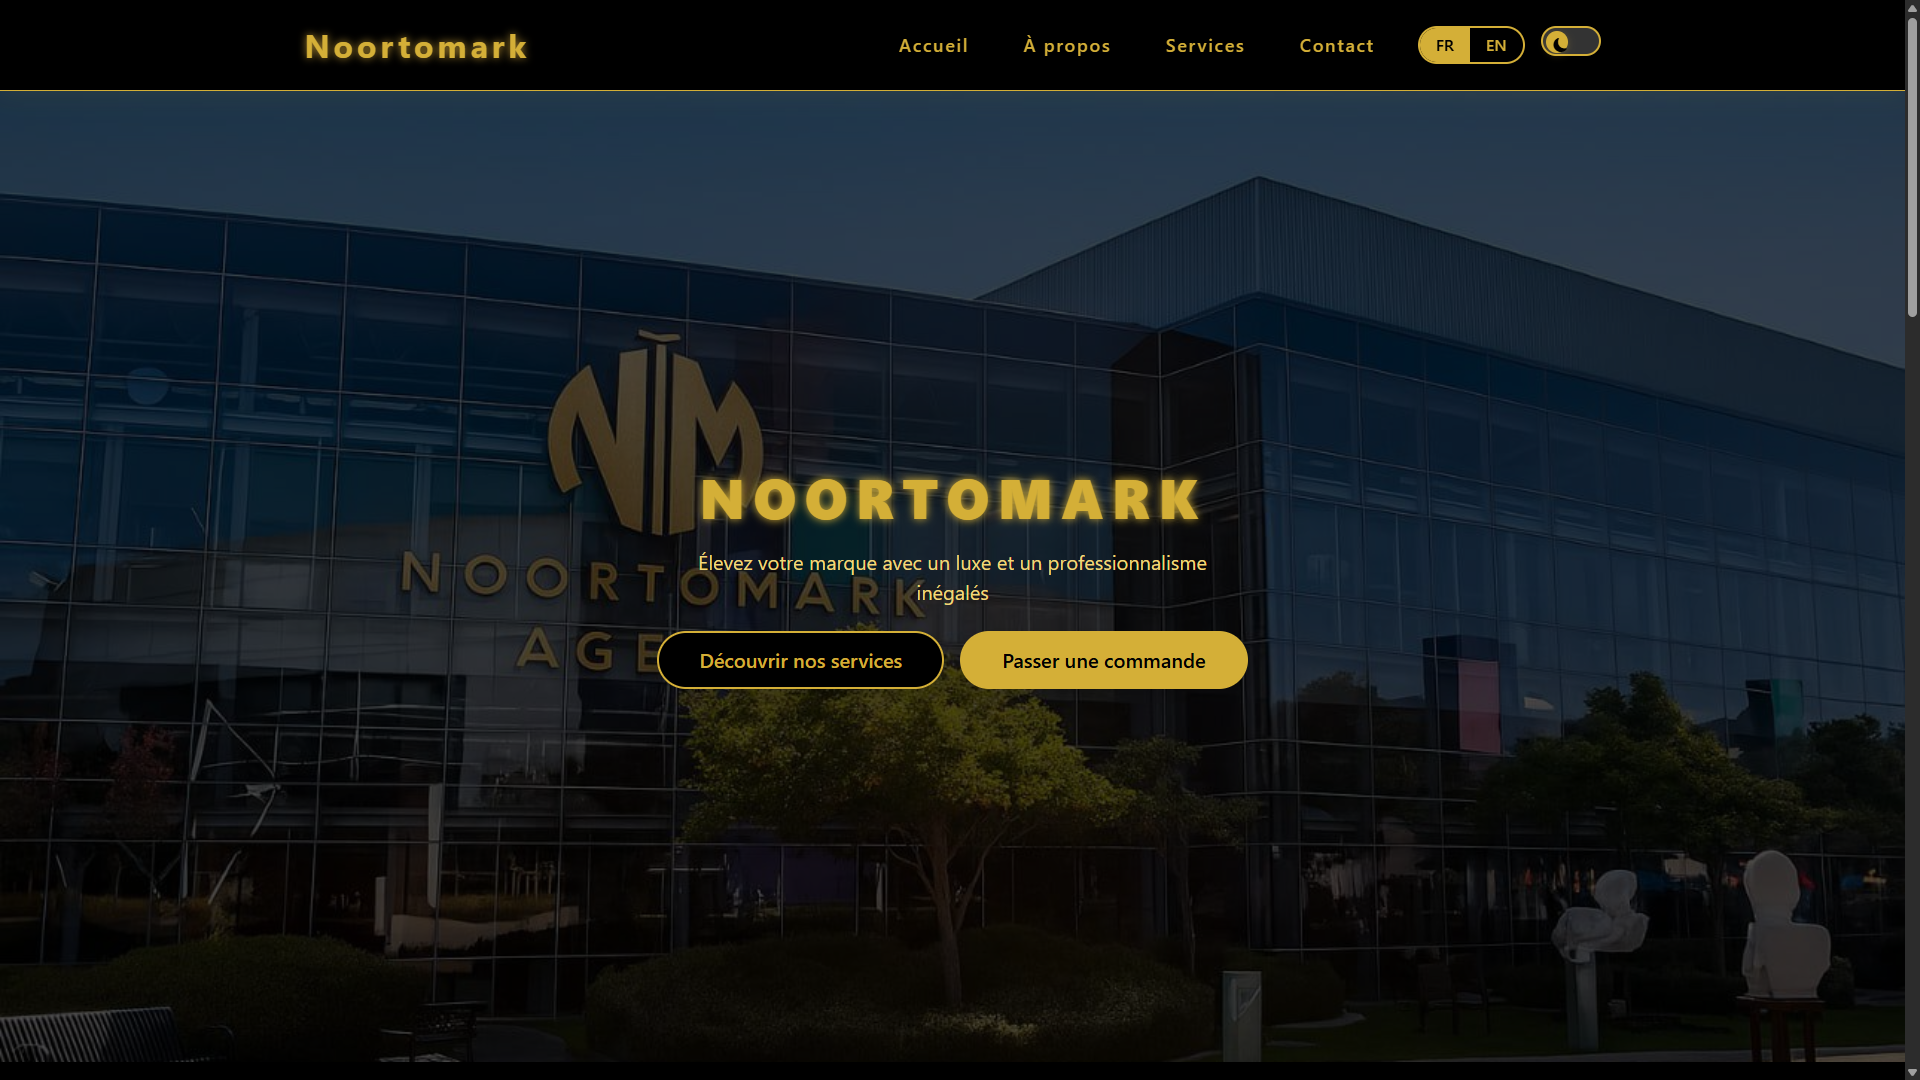 Noortomark
Accueil
À propos
Services
Contact
FR
EN
NM
NOORTOMARK
NOORTOMARK
Élevez votre marque avec un luxe et un professionnalisme
inégalés
AGE
Découvrir nos services
Passer une commande